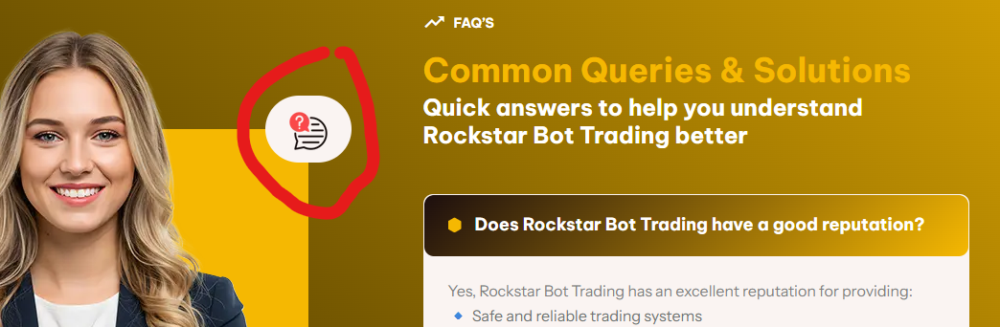 FAQ'S
Common Queries & Solutions
Quick answers to help you understand
Rockstar Bot Trading better
?
Does Rockstar Bot Trading have a good reputation?
Yes, Rockstar Bot Trading has an excellent reputation for providing:
Safe and reliable trading systems